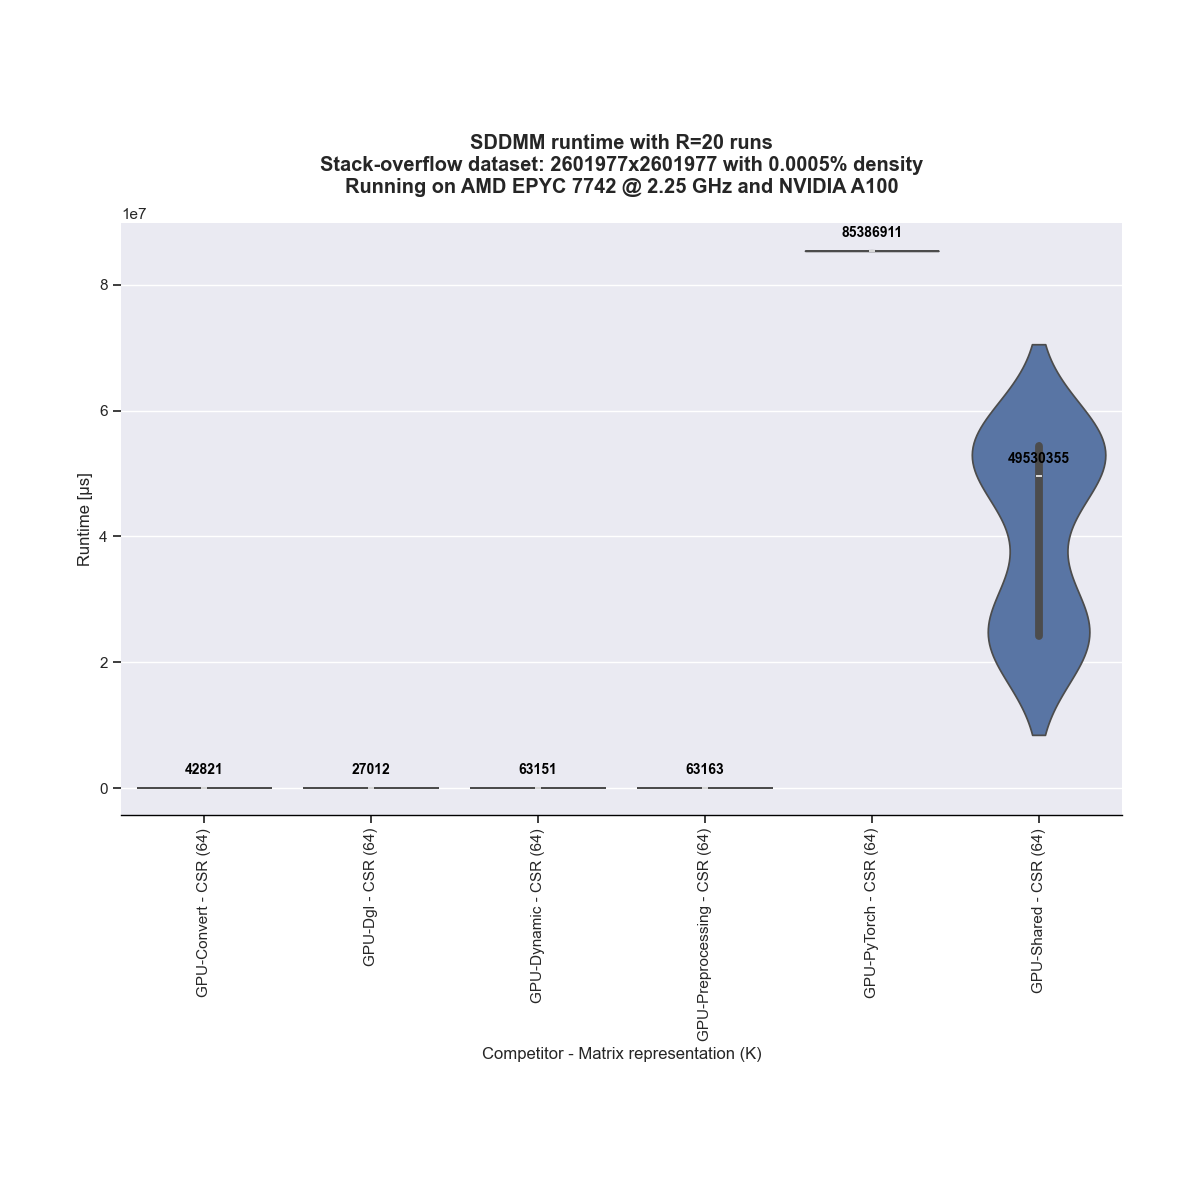 SDDMM runtime with R=20 runs
Stack-overflow dataset: 2601977x2601977 with 0.0005% density
Running on AMD EPYC 7742 @ 2.25 GHz and NVIDIA A100
1e7
85386911
8
6
49530355
Runtime [μs]
4
2
42821
27012
63151
63163
0
GPU-Convert - CSR (64)
GPU-Dgl - CSR (64)
GPU-Dynamic - CSR (64)
GPU-Preprocessing - CSR (64)
GPU-PyTorch - CSR (64)
GPU-Shared - CSR (64)
Competitor - Matrix representation (K)